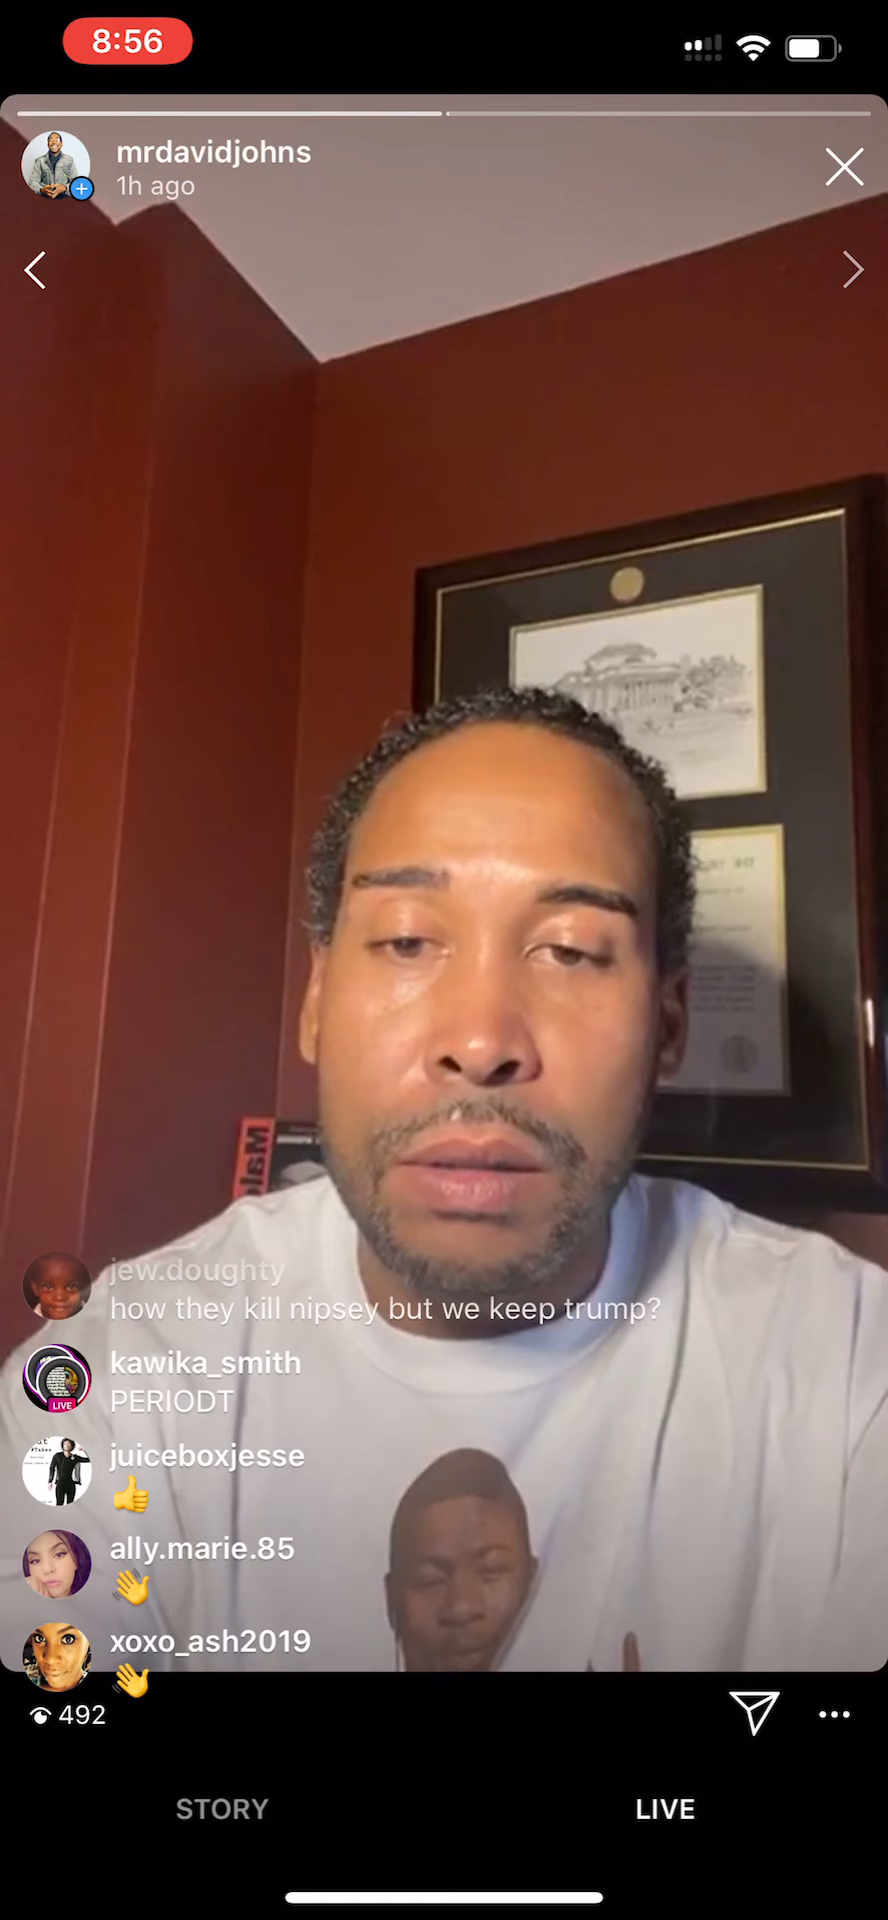 8:56
mrdavidjohns
1h ago
jew.doughty
how they kill nipsey but we keep trump?
kawika_smith
LIVE
PERIODT
juiceboxjesse
👍
ally.marie.85
👋
xoxo_ash2019
👋
492
STORY
LIVE